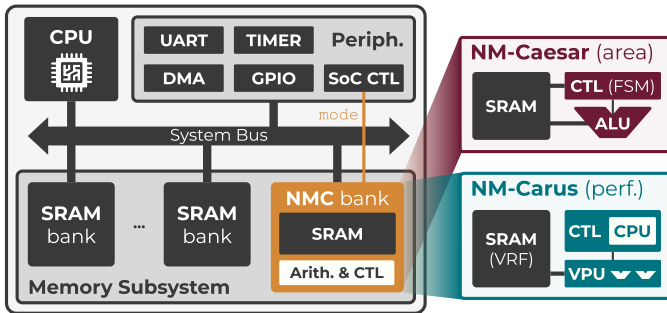 CPU
UART
TIMER
Periph.
DMA
GPIO
SoC CTL
mode
System Bus
SRAM
bank
...
SRAM
bank
NMC bank
SRAM
Arith. & CTL
Memory Subsystem
NM-Caesar (area)
SRAM
CTL (FSM)
ALU
NM-Carus (perf.)
SRAM
(VRF)
CTL
CPU
VPU